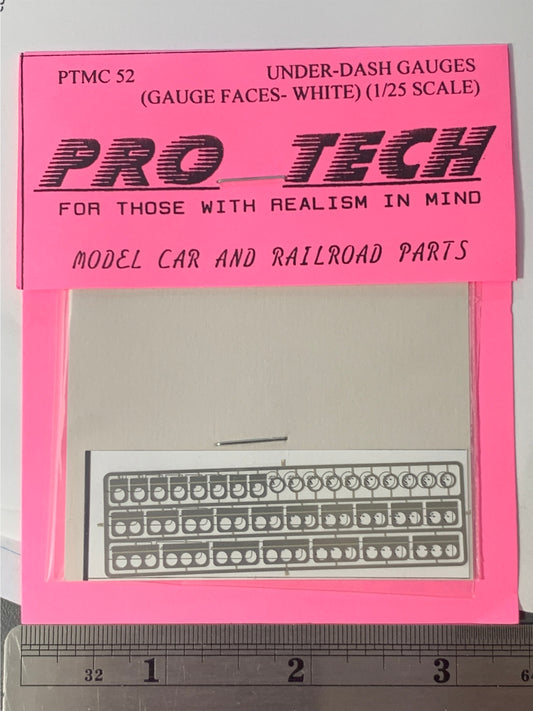 PTMC 52 UNDER-DASH GAUGES
(GAUGE FACES- WHITE) (1/25 SCALE)
PRO TECH
FOR THOSE WITH REALISM IN MIND
MODEL CAR AND RAILROAD PARTS
32 1 2 3 64